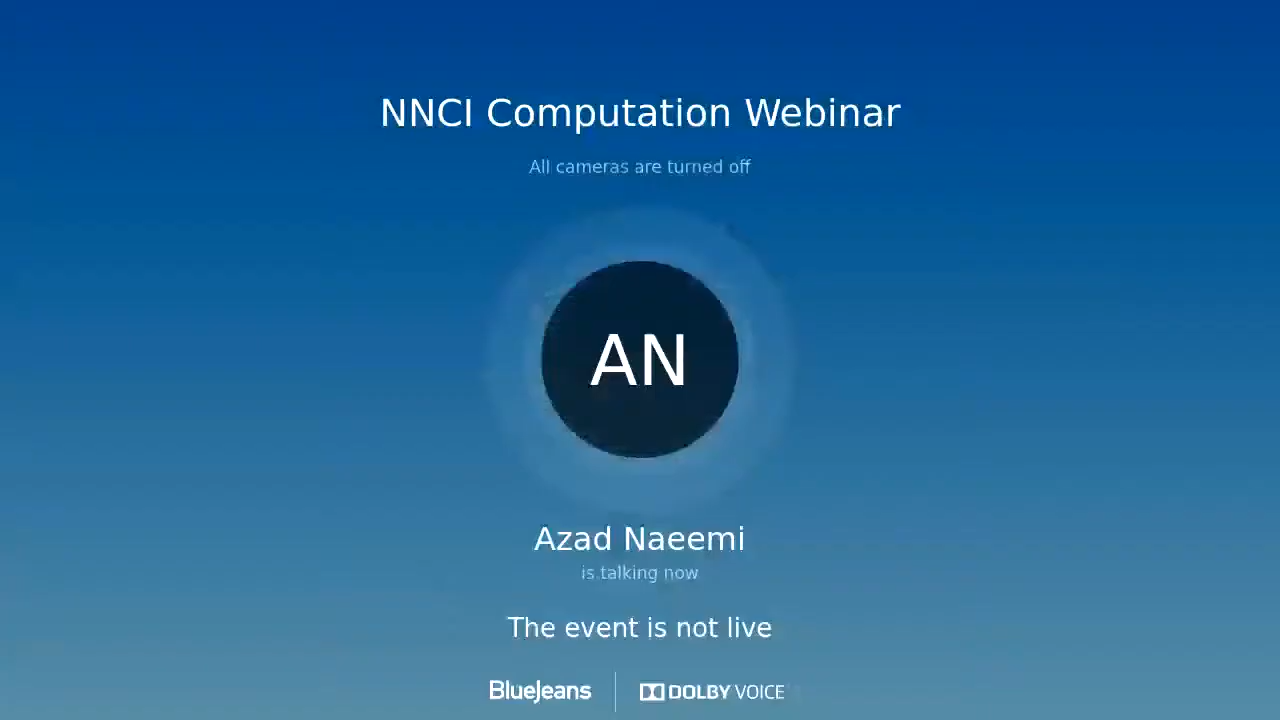 NNCI Computation Webinar
All cameras are turned off
AN
Azad Naeemi
is talking now
The event is not live
BlueJeans DOLBY VOICE